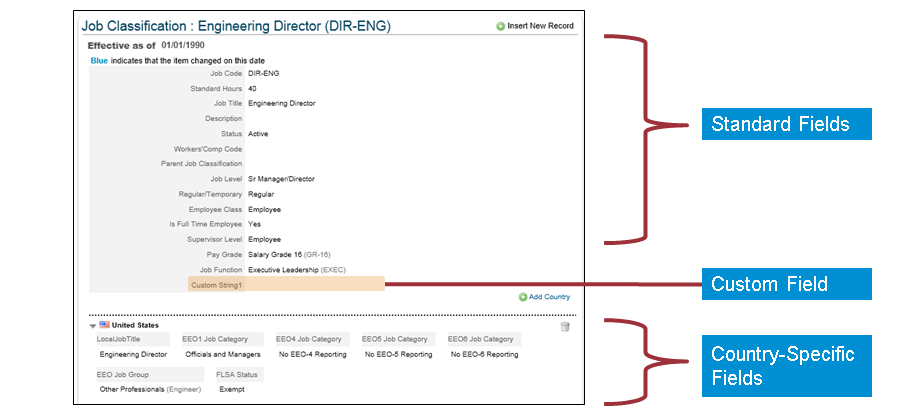 Job Classification : Engineering Director (DIR-ENG)
Insert New Record
Effective as of 01/01/1990
Blue indicates that the item changed on this date
Job Code DIR-ENG
Standard Hours 40
Job Title Engineering Director
Description
Status Active
Workers'Comp Code
Parent Job Classification
Job Level Sr Manager/Director
Regular/Temporary Regular
Employee Class Employee
Is Full Time Employee Yes
Supervisor Level Employee
Pay Grade Salary Grade 16 (GR-16)
Job Function Executive Leadership (EXEC)
Custom String1
Add Country
Standard Fields
Custom Field
United States
LocalJobTitle EEO1 Job Category EEO4 Job Category EEO5 Job Category EEO6 Job Category
Engineering Director Officials and Managers No EEO-4 Reporting No EEO-5 Reporting No EEO-6 Reporting
EEO Job Group FLSA Status
Other Professionals (Engineer) Exempt
Country-Specific
Fields